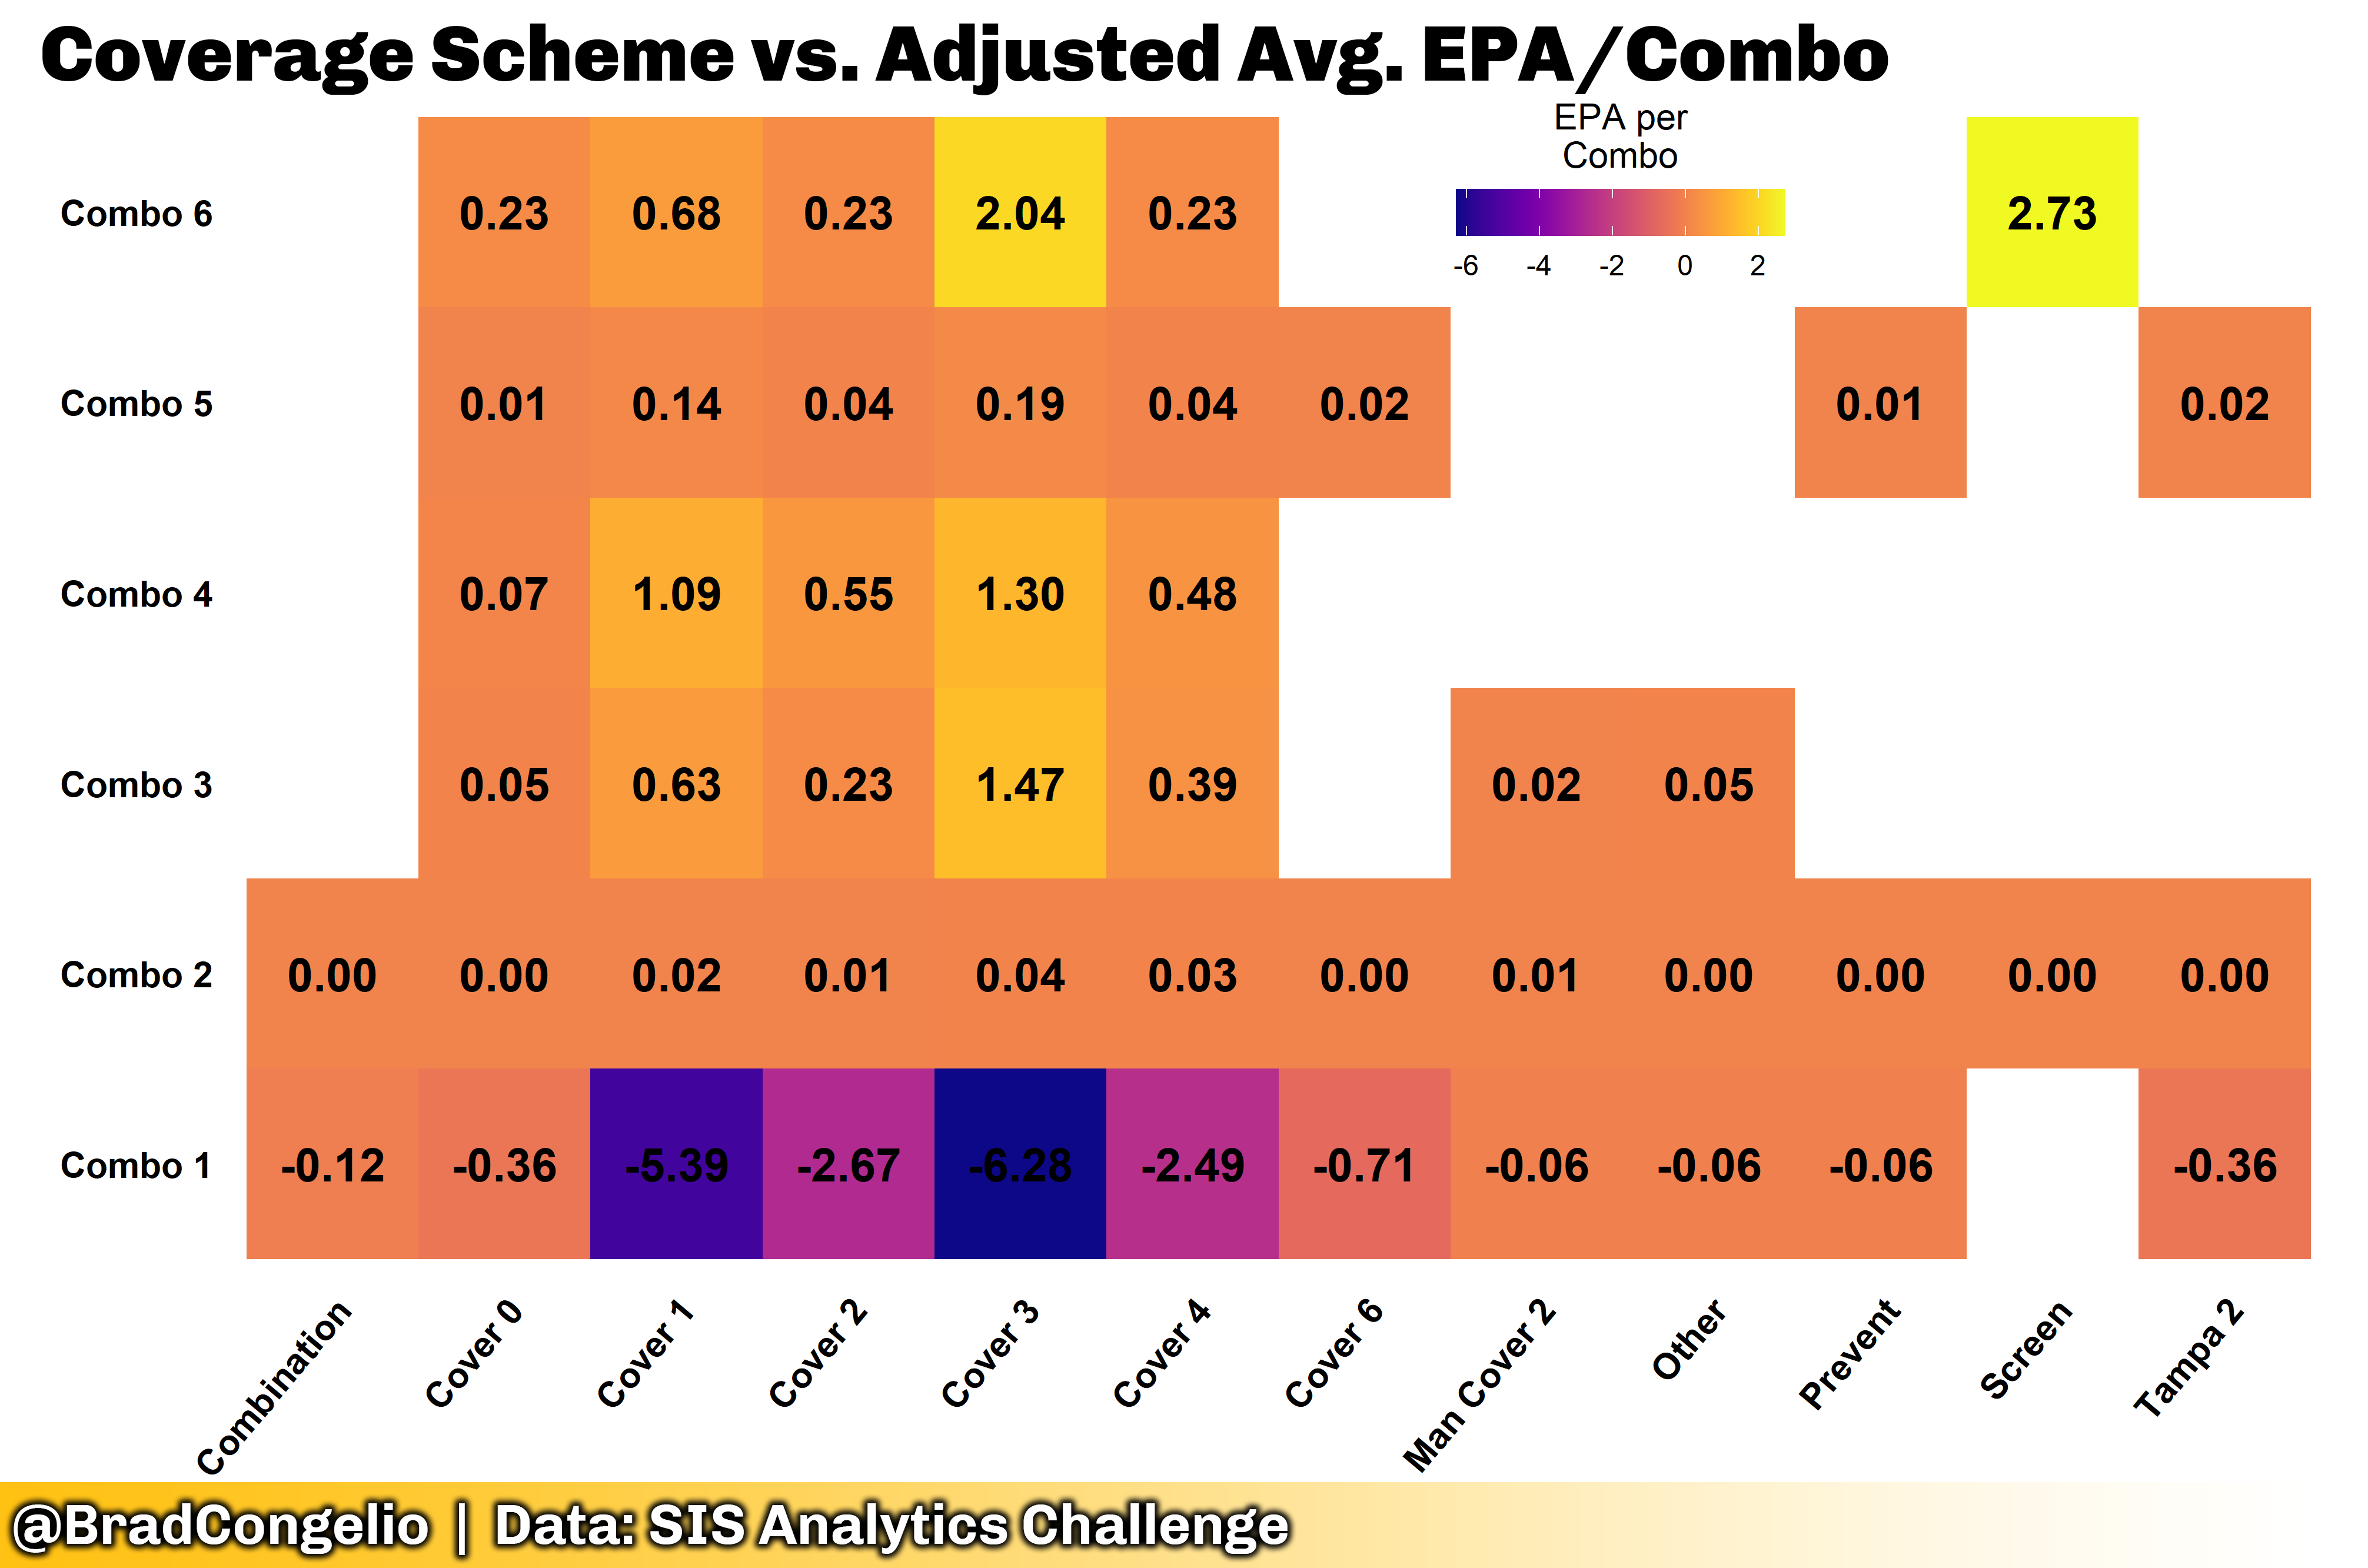 Coverage Scheme vs. Adjusted Avg. EPA/Combo
EPA per
Combo
-6 -4 -2 0 2
Combo 6 0.23 0.68 0.23 2.04 0.23 2.73
Combo 5 0.01 0.14 0.04 0.19 0.04 0.02 0.01 0.02
Combo 4 0.07 1.09 0.55 1.30 0.48
Combo 3 0.05 0.63 0.23 1.47 0.39 0.02 0.05
Combo 2 0.00 0.00 0.02 0.01 0.04 0.03 0.00 0.01 0.00 0.00 0.00 0.00
Combo 1 -0.12 -0.36 -5.39 -2.67 -6.28 -2.49 -0.71 -0.06 -0.06 -0.06 -0.36
Combination Cover 0 Cover 1 Cover 2 Cover 3 Cover 4 Cover 6 Man Cover 2 Other Prevent Screen Tampa 2
@BradCongelio | Data: SIS Analytics Challenge